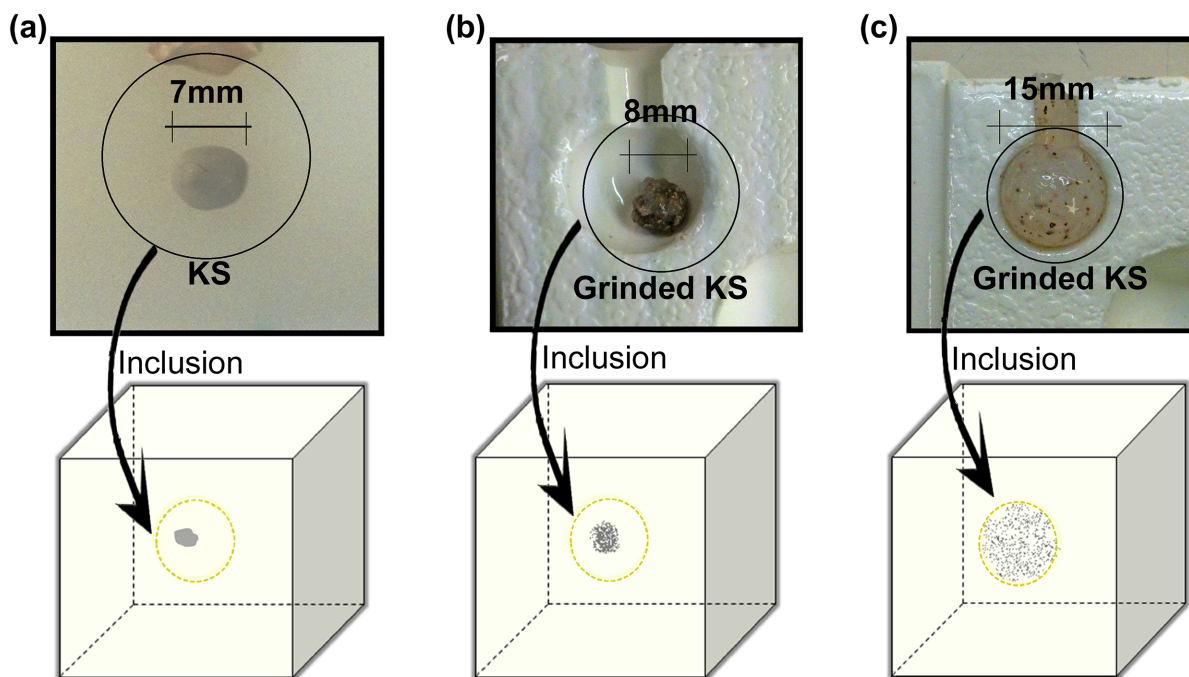 (a)
7mm
KS
Inclusion
(b)
8mm
Grinded KS
Inclusion
(c)
15mm
Grinded KS
Inclusion